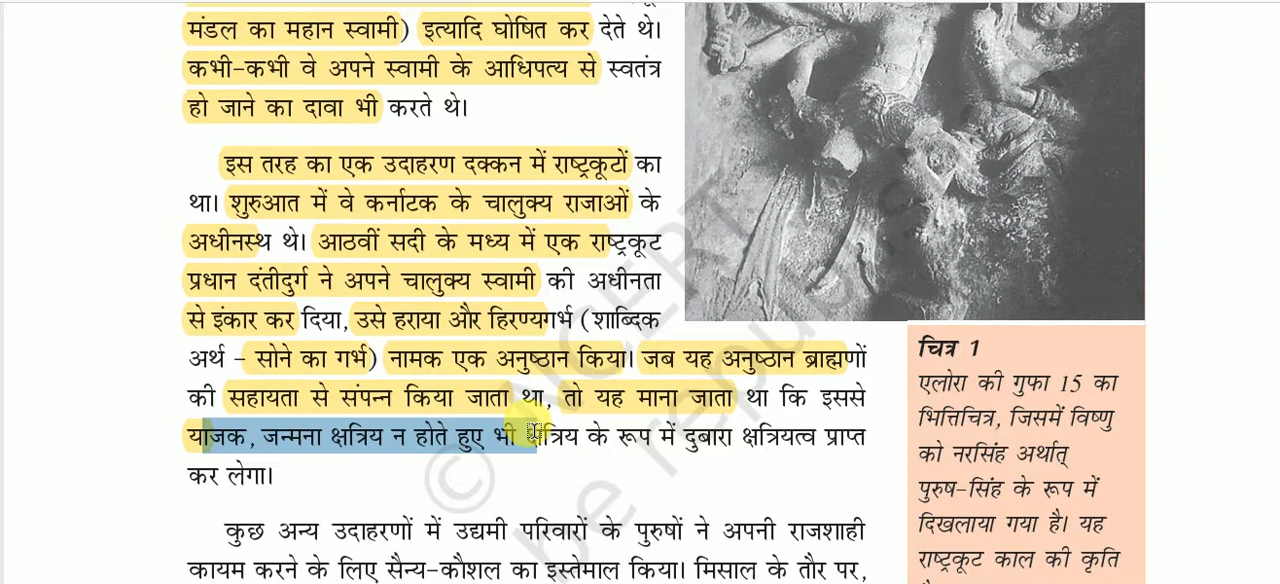 मंडल का महान स्वामी) इत्यादि घोषित कर देते थे।
कभी-कभी वे अपने स्वामी के आधिपत्य से स्वतंत्र
हो जाने का दावा भी करते थे।
इस तरह का एक उदाहरण दक्कन में राष्ट्रकूटों का
था। शुरुआत में वे कर्नाटक के चालुक्य राजाओं के
अधीनस्थ थे। आठवीं सदी के मध्य में एक राष्ट्रकूट
प्रधान दंतीदुर्ग ने अपने चालुक्य स्वामी की अधीनता
से इंकार कर दिया, उसे हराया और हिरण्यगर्भ (शाब्दिक
अर्थ - सोने का गर्भ) नामक एक अनुष्ठान किया। जब यह अनुष्ठान ब्राह्मणों
की सहायता से संपन्न किया जाता था, तो यह माना जाता था कि इससे
याजक, जन्मना क्षत्रिय न होते हुए भी क्षत्रिय के रूप में दुबारा क्षत्रियत्व प्राप्त
कर लेगा।
कुछ अन्य उदाहरणों में उद्यमी परिवारों के पुरुषों ने अपनी राजशाही
कायम करने के लिए सैन्य-कौशल का इस्तेमाल किया। मिसाल के तौर पर,
चित्र 1
एलोरा की गुफा 15 का
भित्तिचित्र, जिसमें विष्णु
को नरसिंह अर्थात्
पुरुष-सिंह के रूप में
दिखलाया गया है। यह
राष्ट्रकूट काल की कृति
© NCERT
be repu